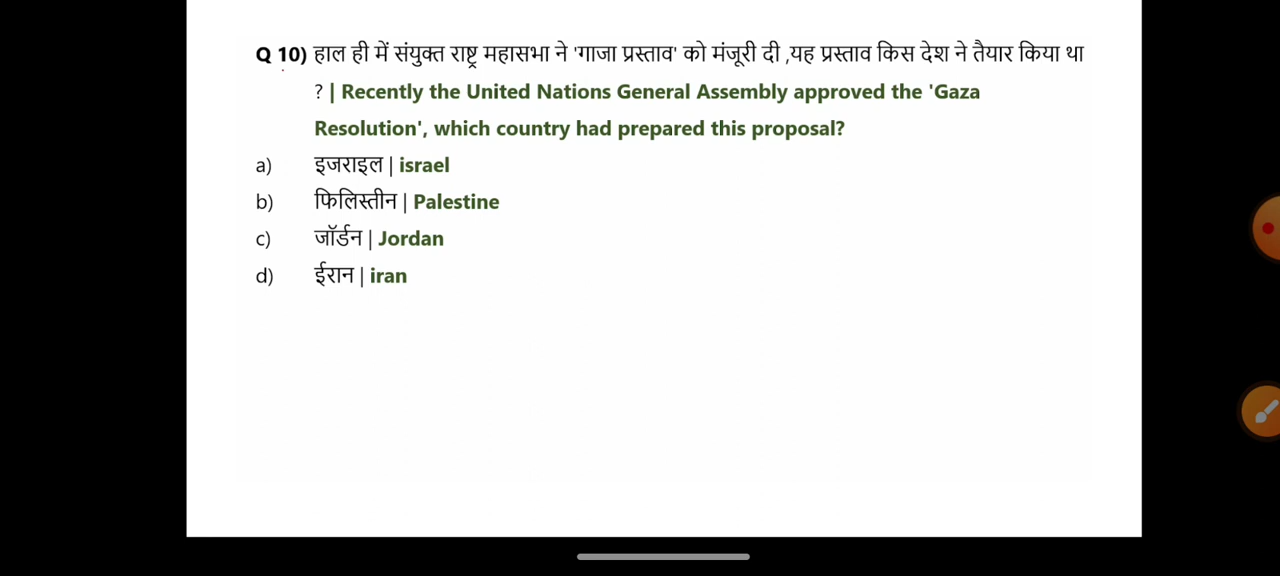 Q 10) हाल ही में संयुक्त राष्ट्र महासभा ने 'गाजा प्रस्ताव' को मंजूरी दी ,यह प्रस्ताव किस देश ने तैयार किया था
? | Recently the United Nations General Assembly approved the 'Gaza
Resolution', which country had prepared this proposal?
a) इजराइल | israel
b) फिलिस्तीन | Palestine
c) जॉर्डन | Jordan
d) ईरान | iran